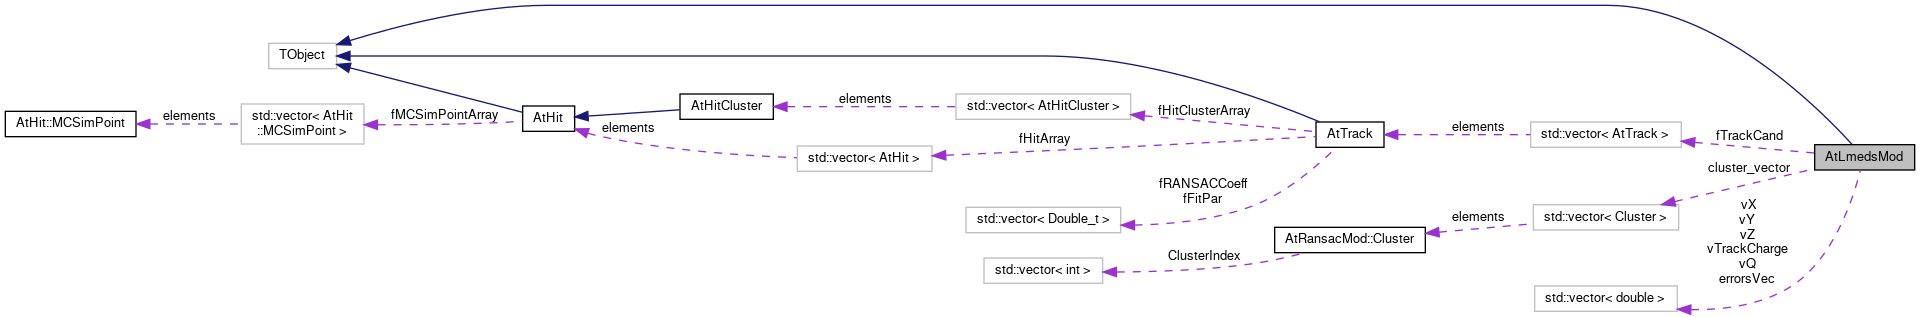 TObject
AtHit::MCSimPoint
elements
std::vector< AtHit
::MCSimPoint >
fMCSimPointArray
AtHit
AtHitCluster
elements
std::vector< AtHitCluster >
fHitClusterArray
elements
std::vector< AtHit >
fHitArray
AtTrack
elements
std::vector< AtTrack >
fTrackCand
AtLmedsMod
fRANSACCoeff
fFitPar
std::vector< Double_t >
cluster_vector
std::vector< Cluster >
elements
AtRansacMod::Cluster
ClusterIndex
std::vector< int >
vX
vY
vZ
vTrackCharge
vQ
errorsVec
std::vector< double >